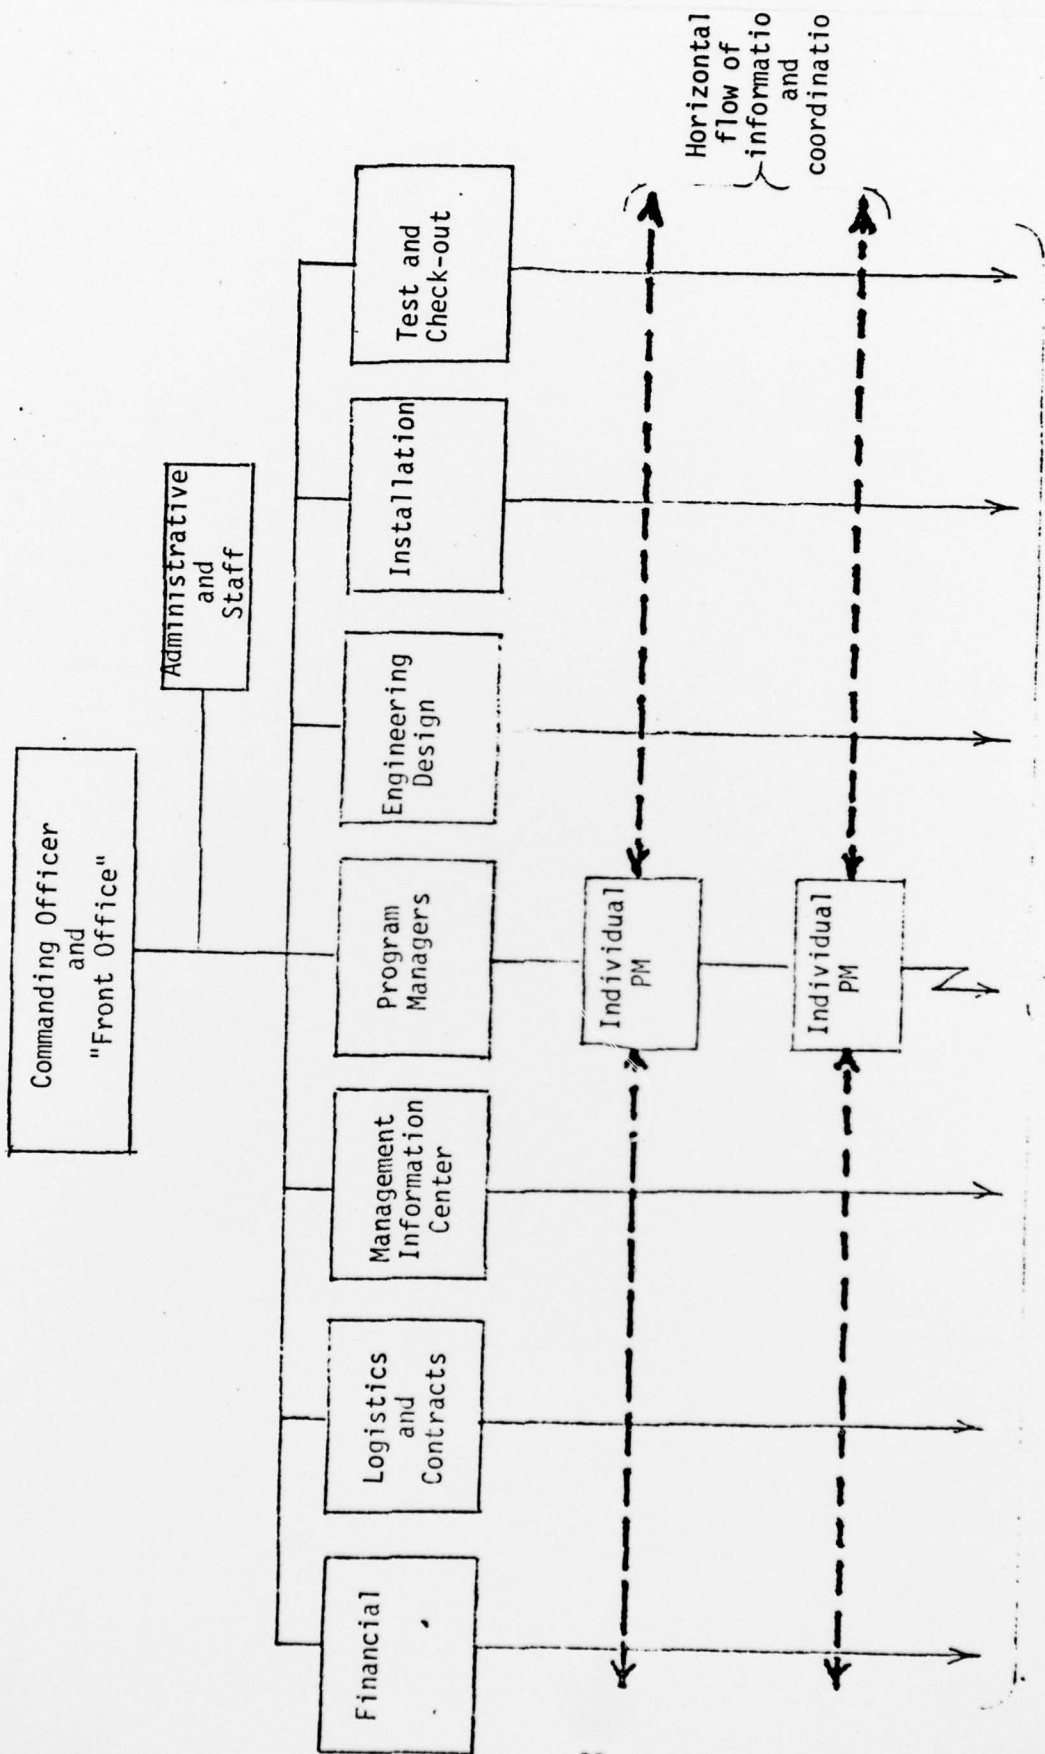 Commanding Officer
and
"Front Office"
Administrative
and
Staff
Financial
Logistics
and
Contracts
Management
Information
Center
Program
Managers
Engineering
Design
Installation
Test and
Check-out
Individual
PM
Individual
PM
Horizontal
flow of
informatio
and
coordinatio